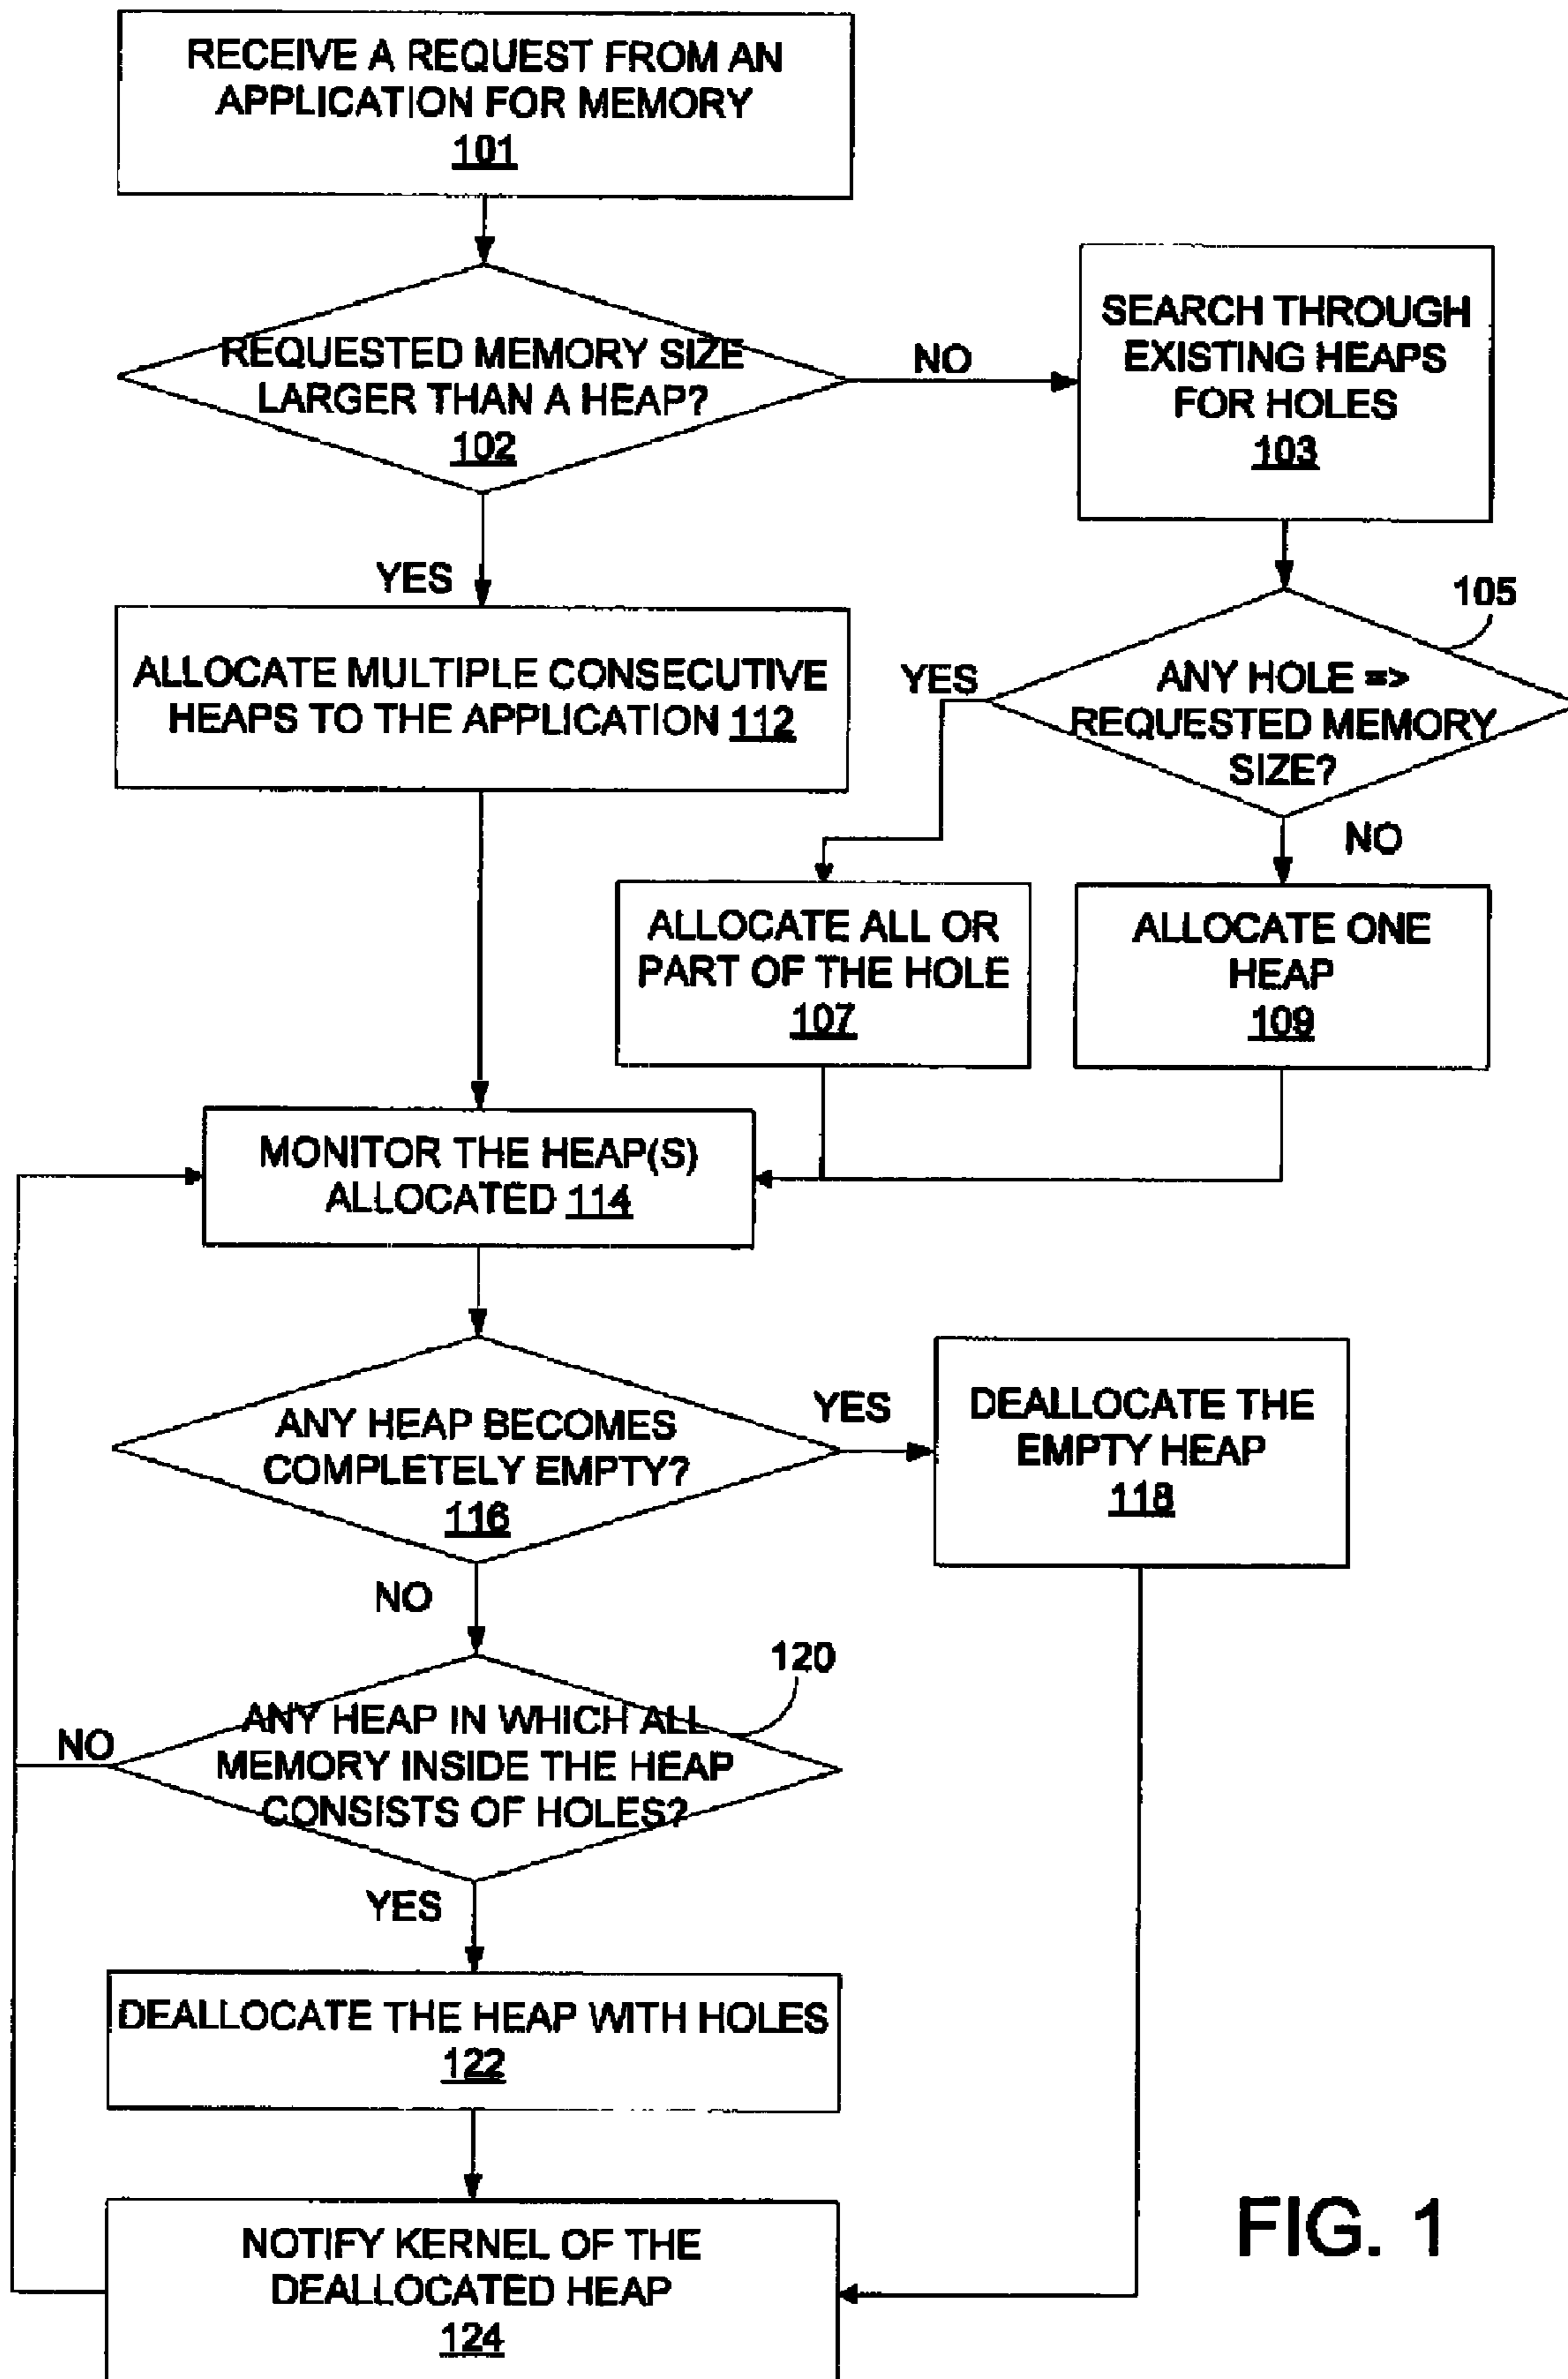 RECEIVE A REQUEST FROM AN
APPLICATION FOR MEMORY
101
REQUESTED MEMORY SIZE
LARGER THAN A HEAP?
102
NO
SEARCH THROUGH
EXISTING HEAPS
FOR HOLES
103
YES
ALLOCATE MULTIPLE CONSECUTIVE
HEAPS TO THE APPLICATION 112
105
ANY HOLE =>
REQUESTED MEMORY
SIZE?
YES
NO
ALLOCATE ALL OR
PART OF THE HOLE
107
ALLOCATE ONE
HEAP
109
MONITOR THE HEAP(S)
ALLOCATED 114
ANY HEAP BECOMES
COMPLETELY EMPTY?
116
YES
DEALLOCATE THE
EMPTY HEAP
118
NO
120
ANY HEAP IN WHICH ALL
MEMORY INSIDE THE HEAP
CONSISTS OF HOLES?
NO
YES
DEALLOCATE THE HEAP WITH HOLES
122
NOTIFY KERNEL OF THE
DEALLOCATED HEAP
124
FIG. 1